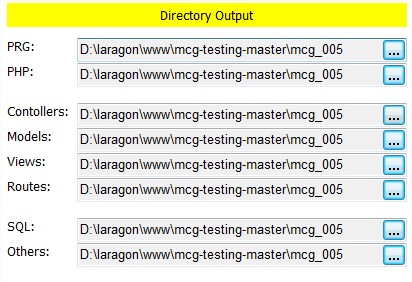 Directory Output
PRG: D:\laragon\www\mcg-testing-master\mcg_005 ...
PHP: D:\laragon\www\mcg-testing-master\mcg_005 ...
Contollers: D:\laragon\www\mcg-testing-master\mcg_005 ...
Models: D:\laragon\www\mcg-testing-master\mcg_005 ...
Views: D:\laragon\www\mcg-testing-master\mcg_005 ...
Routes: D:\laragon\www\mcg-testing-master\mcg_005 ...
SQL: D:\laragon\www\mcg-testing-master\mcg_005 ...
Others: D:\laragon\www\mcg-testing-master\mcg_005 ...